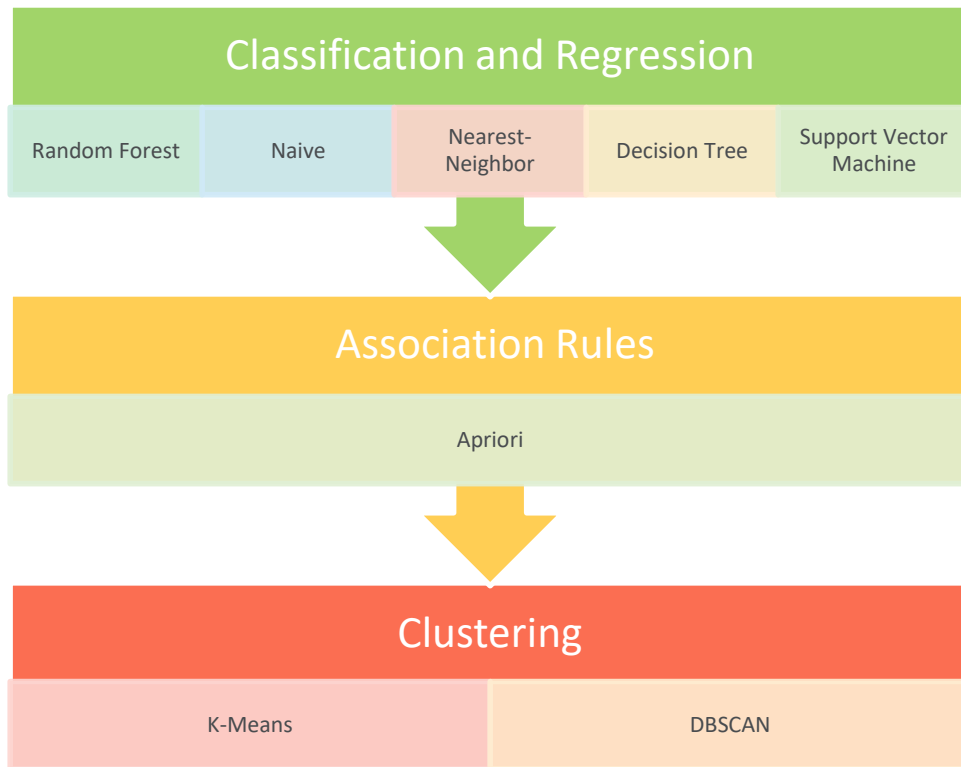 Classification and Regression
Random Forest
Naive
Nearest-
Neighbor
Decision Tree
Support Vector
Machine
Association Rules
Apriori
Clustering
K-Means
DBSCAN